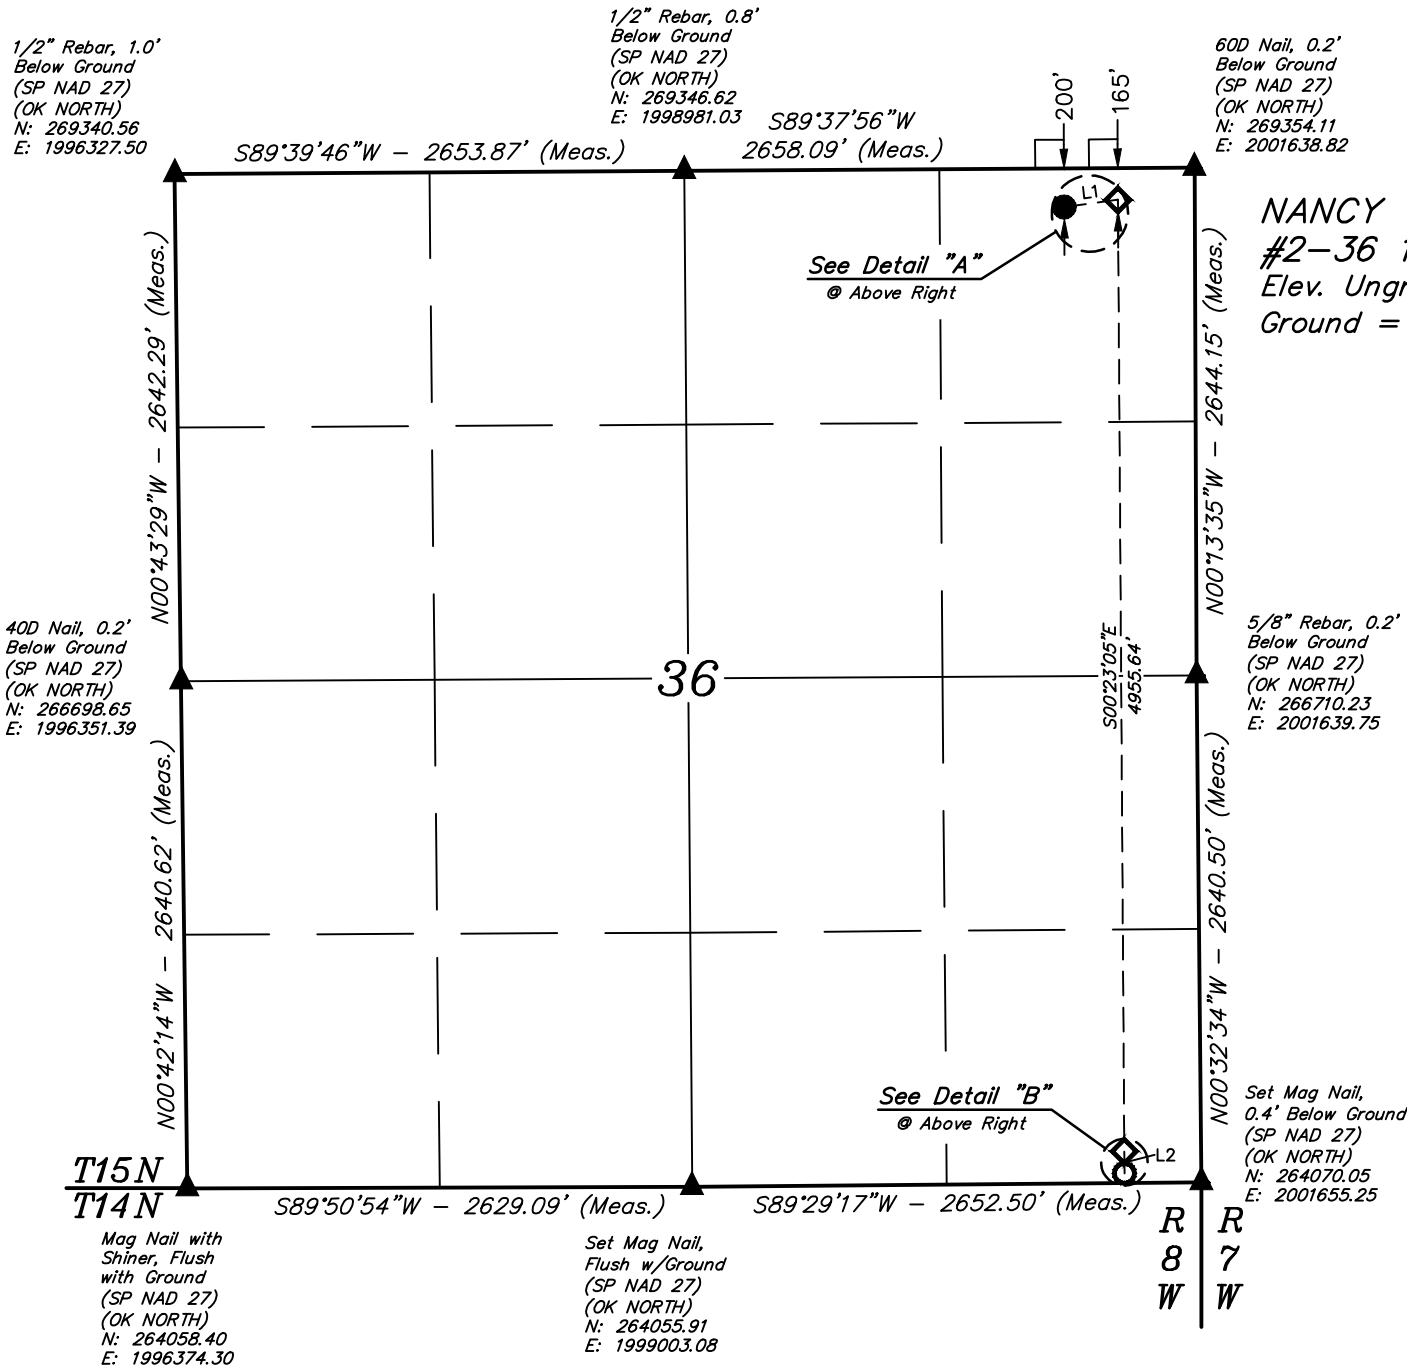 1/2" Rebar, 1.0'
Below Ground
(SP NAD 27)
(OK NORTH)
N: 269340.56
E: 1996327.50
1/2" Rebar, 0.8'
Below Ground
(SP NAD 27)
(OK NORTH)
N: 269346.62
E: 1998981.03
60D Nail, 0.2'
Below Ground
(SP NAD 27)
(OK NORTH)
N: 269354.11
E: 2001638.82
S89°39'46"W - 2653.87' (Meas.)
S89°37'56"W
2658.09' (Meas.)
200'
165'
L1
See Detail "A"
@ Above Right
NANCY
#2-36 1
Elev. Ungr
Ground =
N00°43'29"W - 2642.29' (Meas.)
N00°13'35"W - 2644.15' (Meas.)
40D Nail, 0.2'
Below Ground
(SP NAD 27)
(OK NORTH)
N: 266698.65
E: 1996351.39
36
S00°23'05"E
4955.64'
5/8" Rebar, 0.2'
Below Ground
(SP NAD 27)
(OK NORTH)
N: 266710.23
E: 2001639.75
N00°42'14"W - 2640.62' (Meas.)
N00°32'34"W - 2640.50' (Meas.)
See Detail "B"
@ Above Right
L2
Set Mag Nail,
0.4' Below Ground
(SP NAD 27)
(OK NORTH)
N: 264070.05
E: 2001655.25
T15N
T14N
S89°50'54"W - 2629.09' (Meas.)
S89°29'17"W - 2652.50' (Meas.)
R R
8 7
W W
Mag Nail with
Shiner, Flush
with Ground
(SP NAD 27)
(OK NORTH)
N: 264058.40
E: 1996374.30
Set Mag Nail,
Flush w/Ground
(SP NAD 27)
(OK NORTH)
N: 264055.91
E: 1999003.08